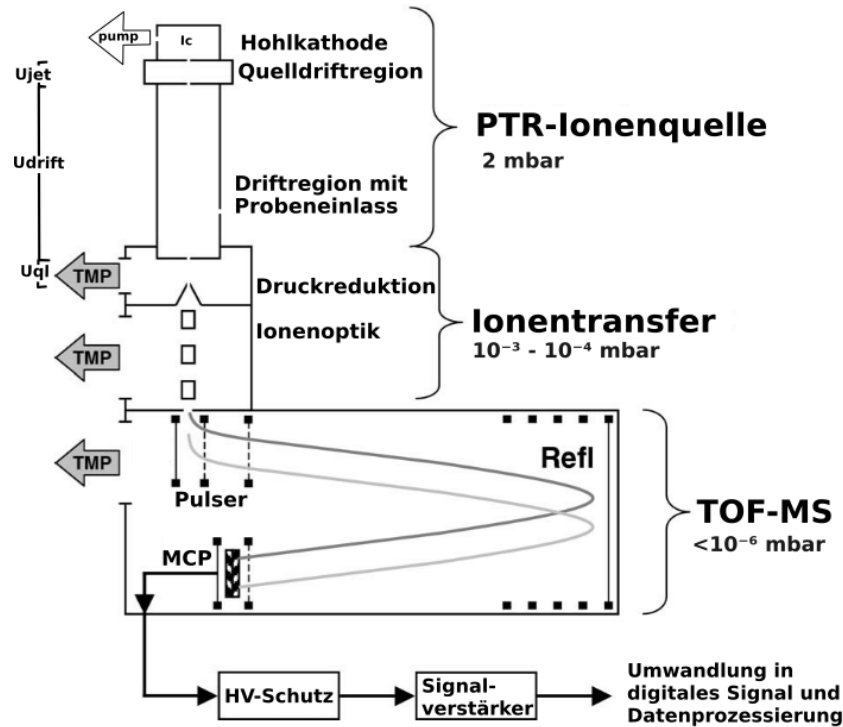 pump
Ic
Hohlkathode
Ujet
Quelldriftregion
PTR-Ionenquelle
2 mbar
Udrift
Driftregion mit
Probeneinlass
Uql
TMP
Druckreduktion
Ionenoptik
Ionentransfer
10⁻³ - 10⁻⁴ mbar
TMP
TMP
Refl
Pulser
TOF-MS
<10⁻⁶ mbar
MCP
HV-Schutz
Signal-
verstärker
Umwandlung in
digitales Signal und
Datenprozessierung